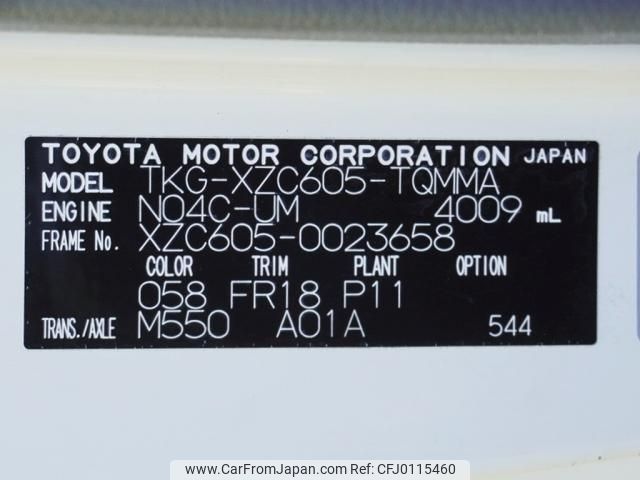 TOYOTA MOTOR CORPORATION JAPAN
MODEL TKG-XZC605-TQMMA
ENGINE N04C-UM 4009 mL
FRAME No. XZC605-0023658
COLOR TRIM PLANT OPTION
058 FR18 P11
TRANS./AXLE M550 A01A 544
www.CarFromJapan.com RefNo:CFJ0115460